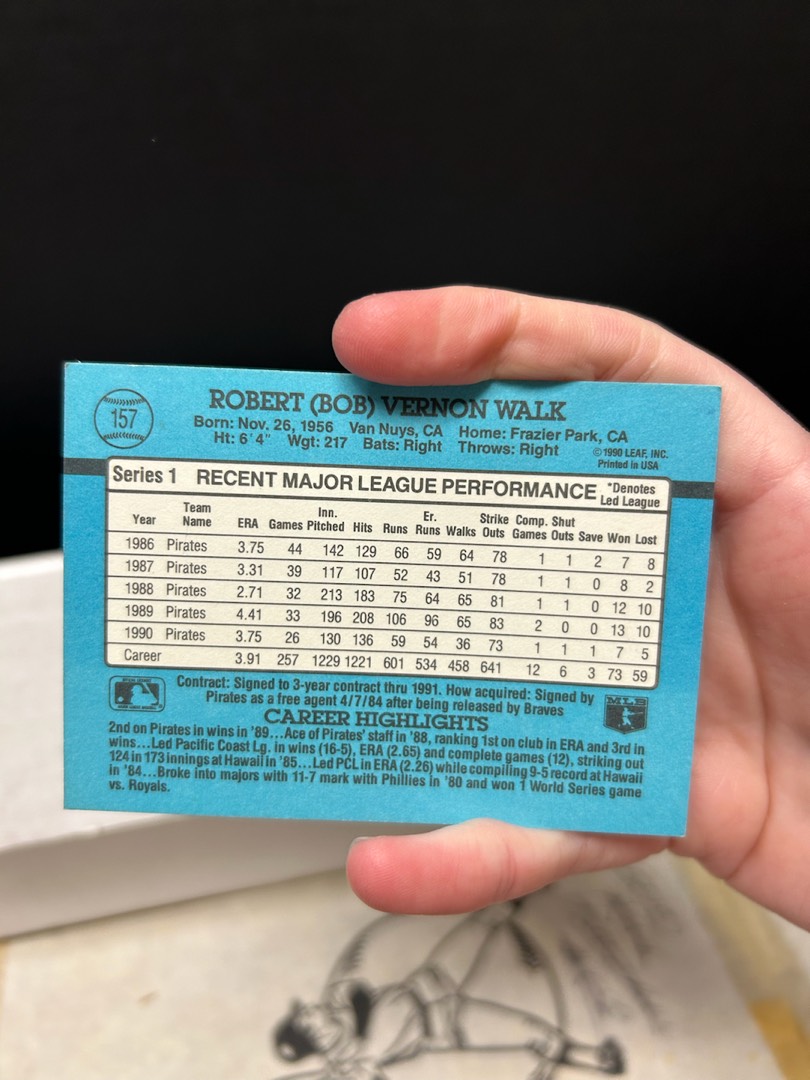 157
ROBERT (BOB) VERNON WALK
Born: Nov. 26, 1956 Van Nuys, CA Home: Frazier Park, CA
Ht: 6'4" Wgt: 217 Bats: Right Throws: Right
©1990 LEAF, INC.
Printed in USA
Series 1 RECENT MAJOR LEAGUE PERFORMANCE *Denotes Led League
Year Team Name ERA Games Inn. Pitched Hits Runs Er. Runs Walks Strike Outs Comp. Games Shut Outs Save Won Lost
1986 Pirates 3.75 44 142 129 66 59 64 78 1 1 2 7 8
1987 Pirates 3.31 39 117 107 52 43 51 78 1 1 0 8 2
1988 Pirates 2.71 32 213 183 75 64 65 81 1 1 0 12 10
1989 Pirates 4.41 33 196 208 106 96 65 83 2 0 0 13 10
1990 Pirates 3.75 26 130 136 59 54 36 73 1 1 1 7 5
Career 3.91 257 1229 1221 601 534 458 641 12 6 3 73 59
Contract: Signed to 3-year contract thru 1991. How acquired: Signed by
Pirates as a free agent 4/7/84 after being released by Braves
MLB
CAREER HIGHLIGHTS
2nd on Pirates in wins in '89...Ace of Pirates' staff in '88, ranking 1st on club in ERA and 3rd in
wins...Led Pacific Coast Lg. in wins (16-5), ERA (2.65) and complete games (12), striking out
124 in 173 innings at Hawaii in '85...Led PCL in ERA (2.26) while compiling 9-5 record at Hawaii
in '84...Broke into majors with 11-7 mark with Phillies in '80 and won 1 World Series game
vs. Royals.